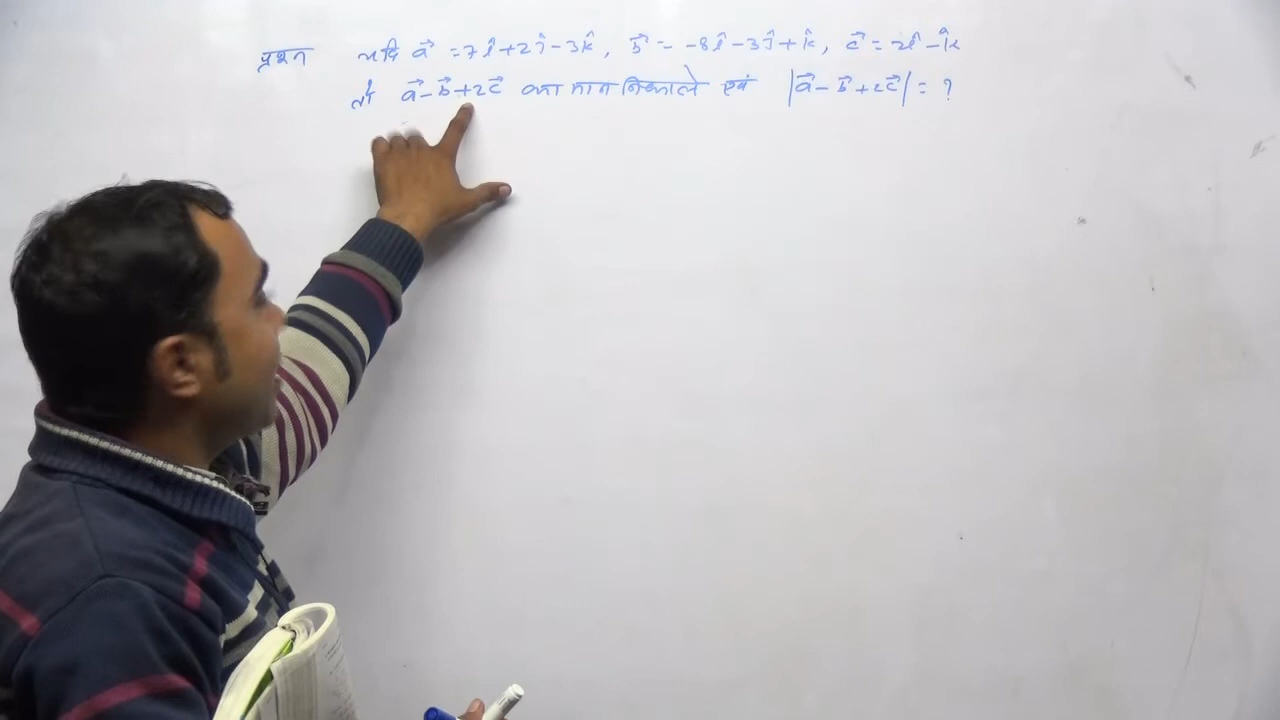 प्रश्न यदि a⃗ = 7î + 2ĵ - 3k̂, b⃗ = -8î - 3ĵ + k̂, c⃗ = 2î - k̂
तो a⃗ - b⃗ + 2c⃗ का मान निकाले एवं |a⃗ - b⃗ + 2c⃗| = ?